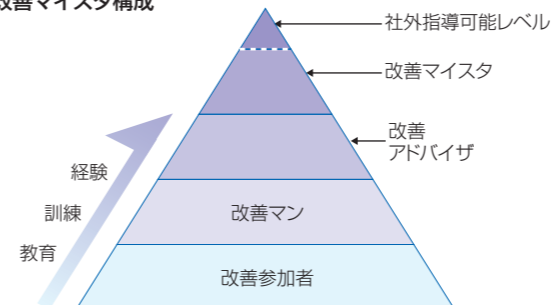 改善マイスタ構成
社外指導可能レベル
改善マイスタ
改善
アドバイザ
経験
訓練
教育
改善マン
改善参加者